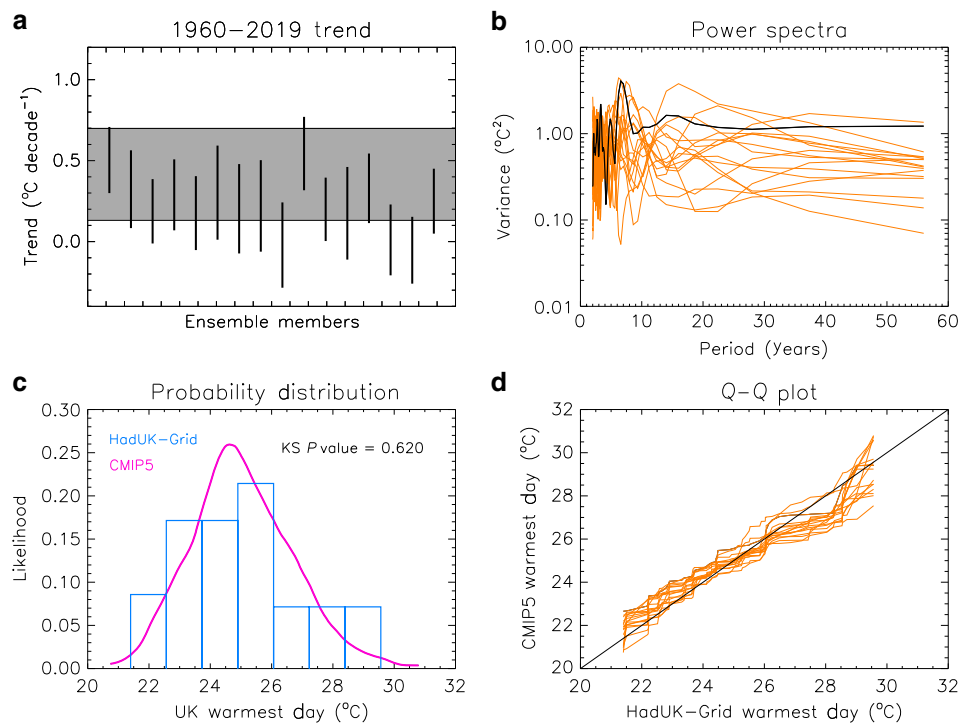 a
1960−2019 trend
Trend (°C decade⁻¹)
1.0
0.5
0.0
Ensemble members
b
Power spectra
Variance (°C²)
10.00
1.00
0.10
0.01
0 10 20 30 40 50 60
Period (Years)
c
Probability distribution
Likelihood
0.30
0.25
0.20
0.15
0.10
0.05
0.00
HadUK−Grid
CMIP5
KS P value = 0.620
20 22 24 26 28 30 32
UK warmest day (°C)
d
Q−Q plot
CMIP5 warmest day (°C)
32
30
28
26
24
22
20
20 22 24 26 28 30 32
HadUK−Grid warmest day (°C)